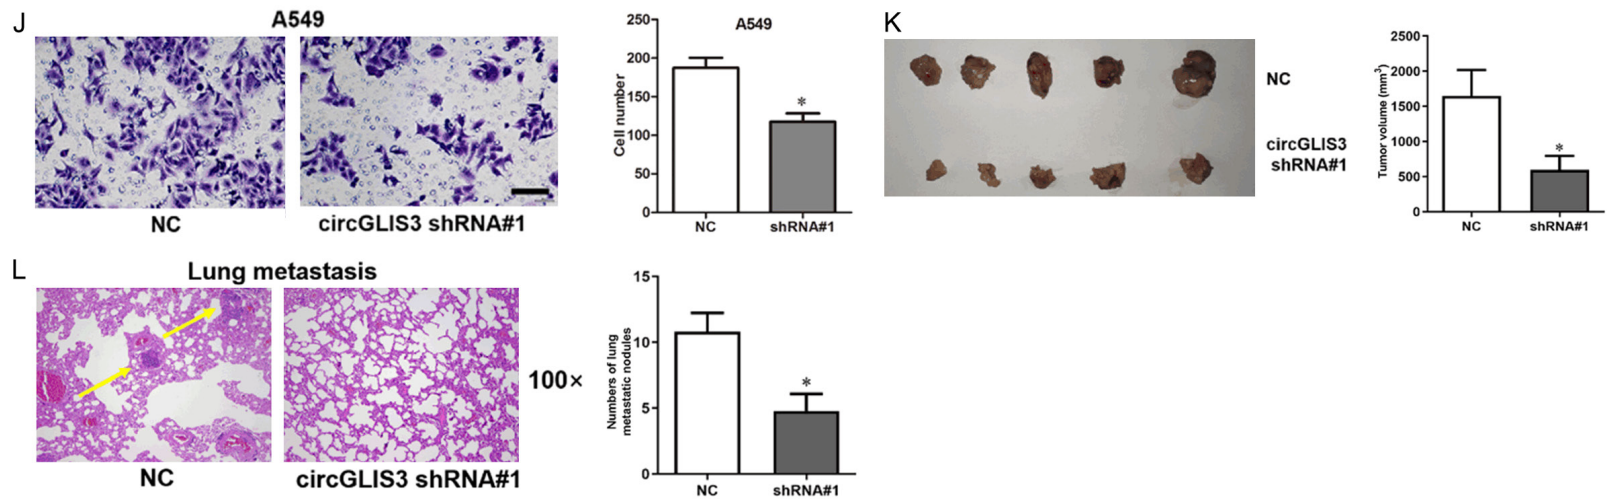 J
A549
NC
circGLIS3 shRNA#1
A549
Cell number
250
200
150
100
50
0
*
NC
shRNA#1
K
NC
circGLIS3
shRNA#1
Tumor volume (mm³)
2500
2000
1500
1000
500
0
*
NC
shRNA#1
L
Lung metastasis
NC
circGLIS3 shRNA#1
100×
Numbers of lung
metastatic nodules
15
10
5
0
*
NC
shRNA#1